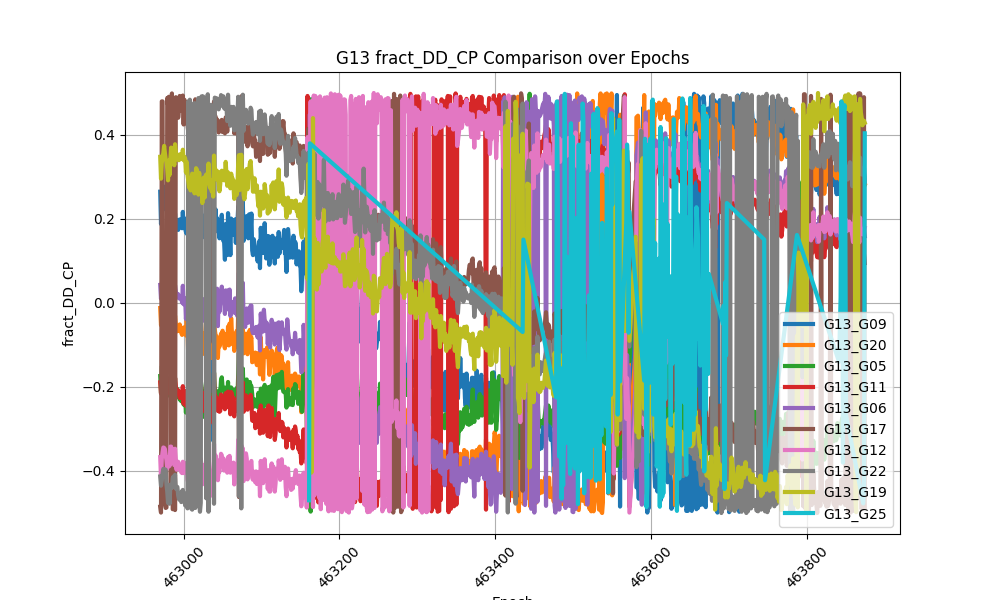 G13 fract_DD_CP Comparison over Epochs
fract_DD_CP
0.4
0.2
0.0
−0.2
−0.4
463000
463200
463400
463600
463800
Epoch
G13_G09
G13_G20
G13_G05
G13_G11
G13_G06
G13_G17
G13_G12
G13_G22
G13_G19
G13_G25